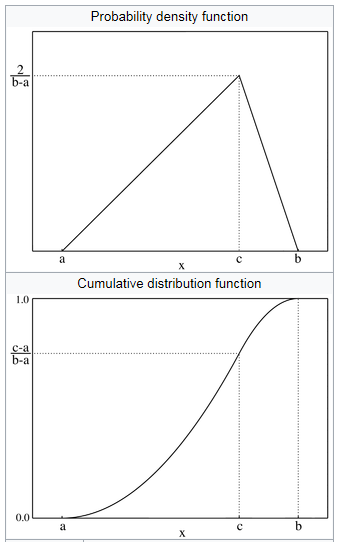 Probability density function
2
b-a
a
c
b
x
Cumulative distribution function
1.0
c-a
b-a
0.0
a
c
b
x